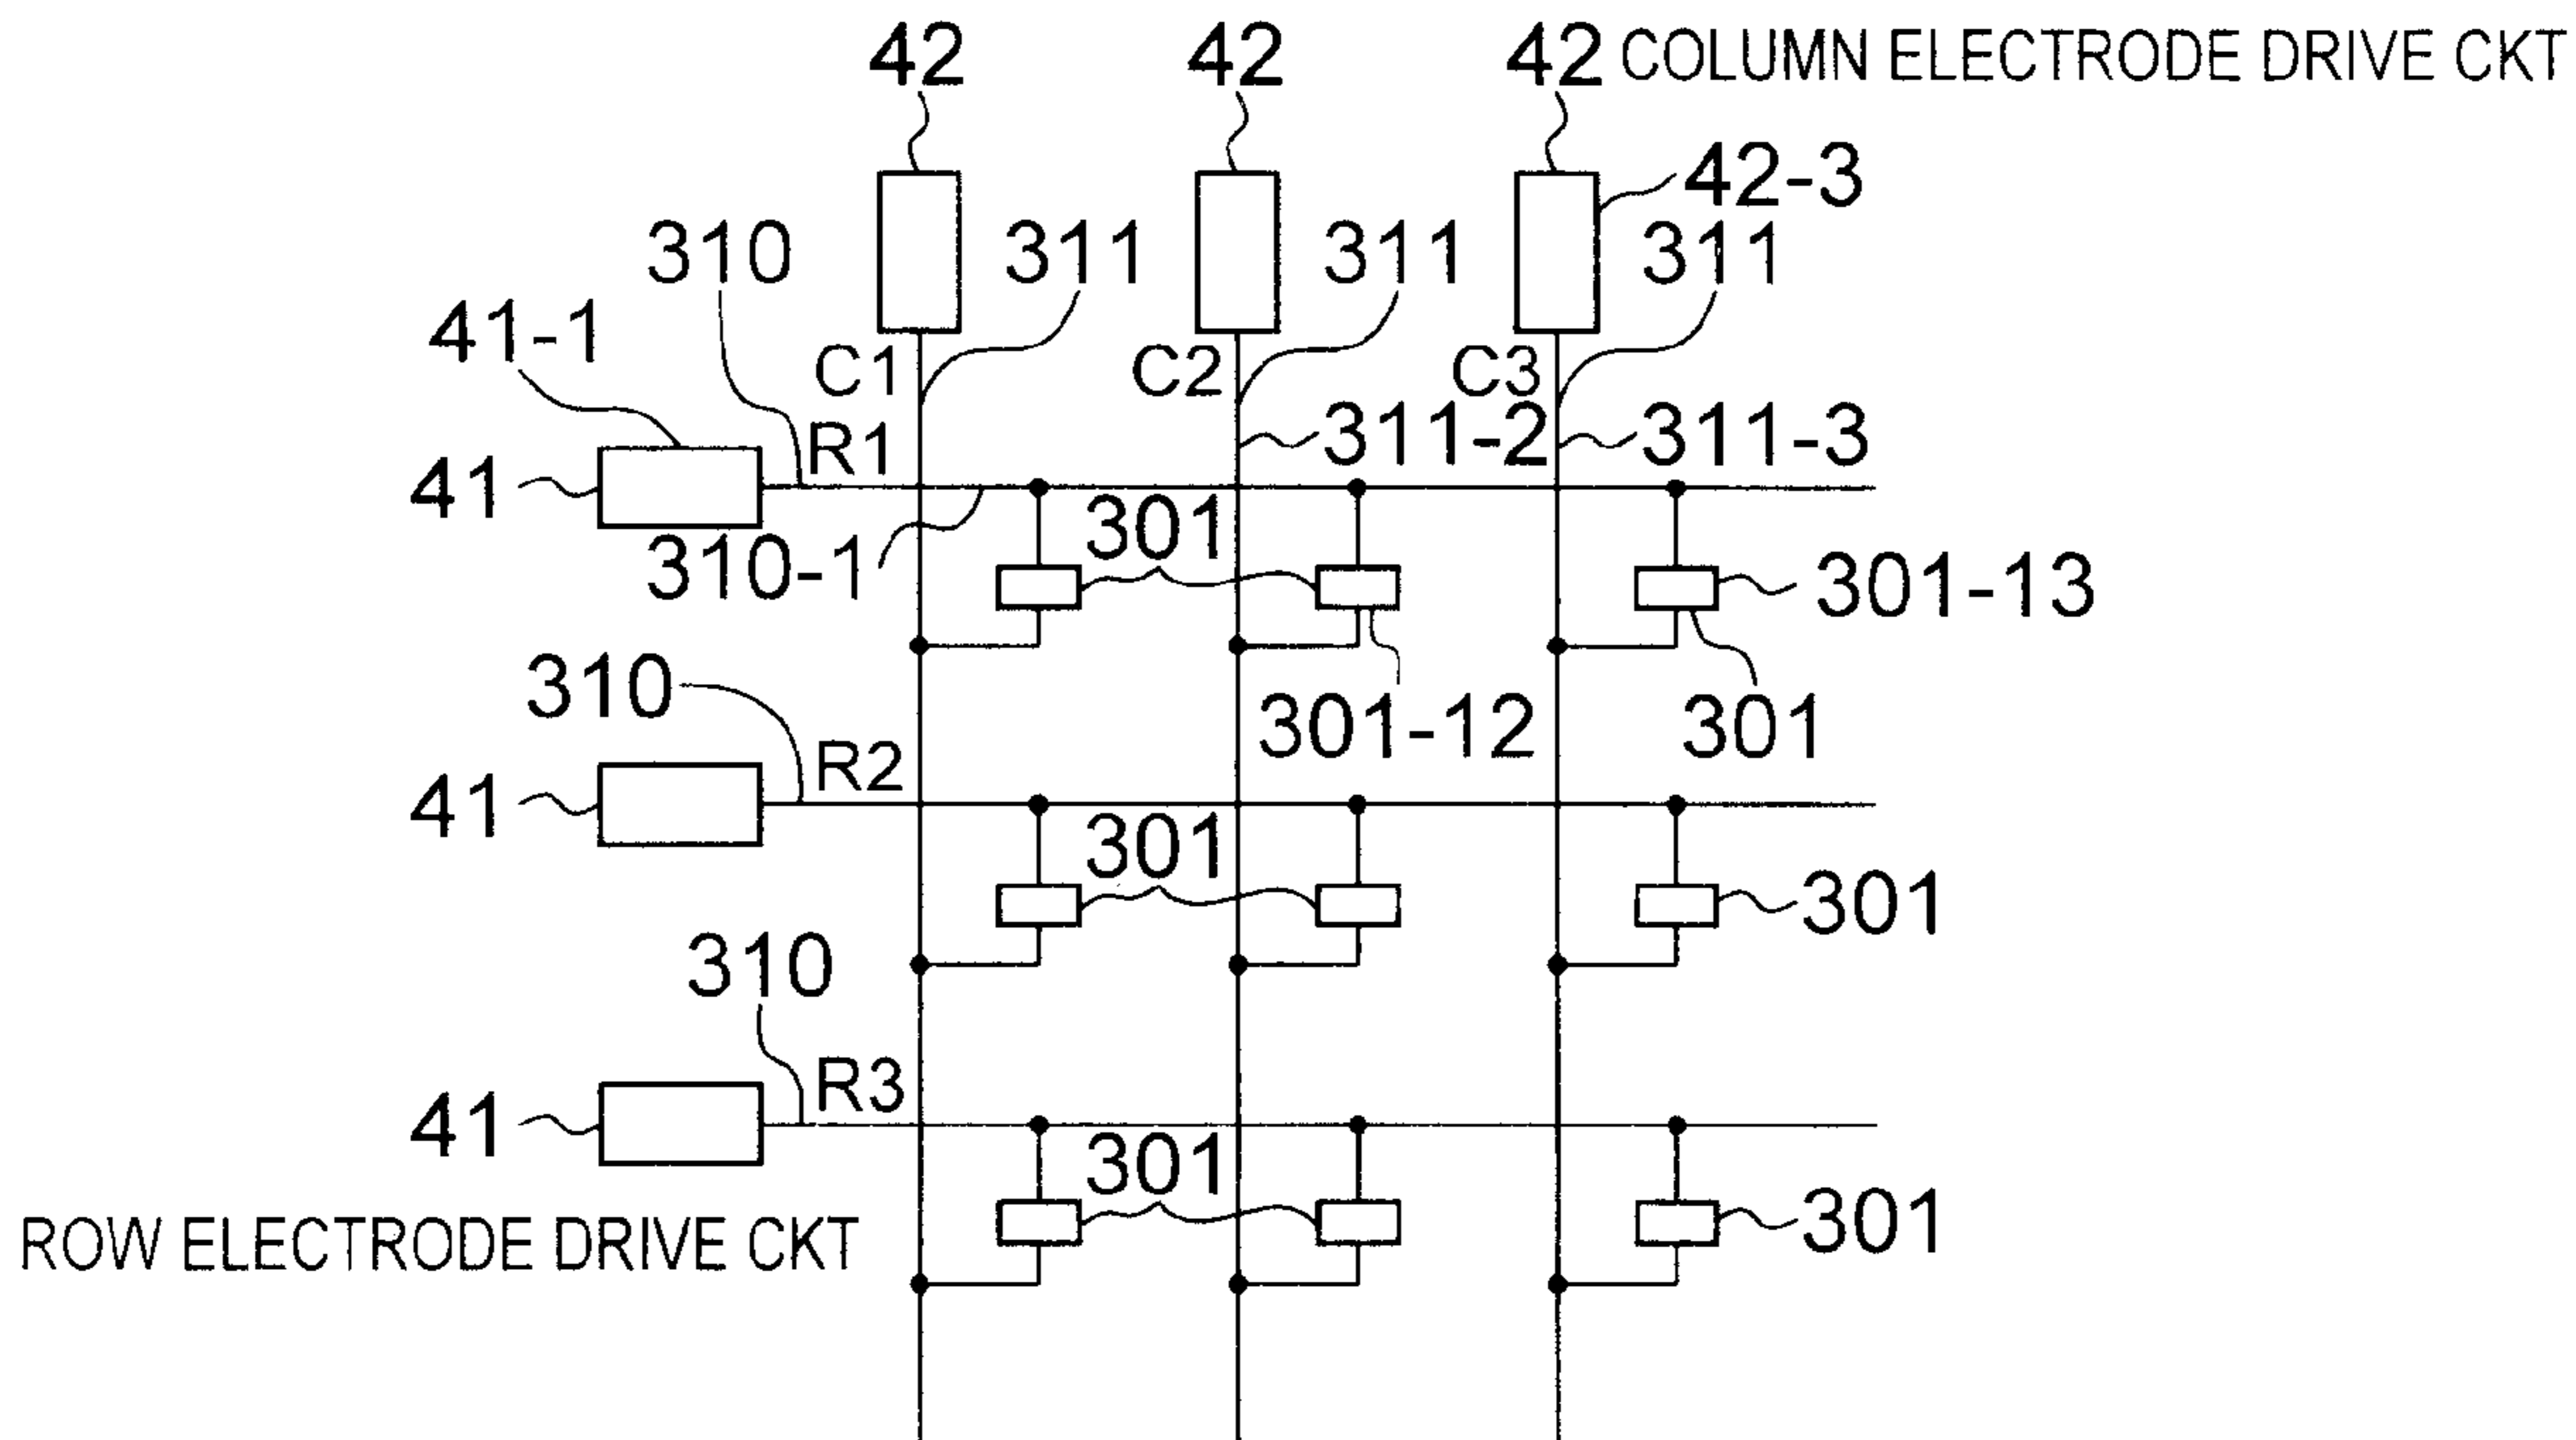 42 42 42 COLUMN ELECTRODE DRIVE CKT
42-3
310 311 311 311
41-1 C1 C2 C3
R1 311-2 311-3
41
301
310-1 301-13
310 301-12 301
R2
41
301
301
310
R3
41
301
301
ROW ELECTRODE DRIVE CKT